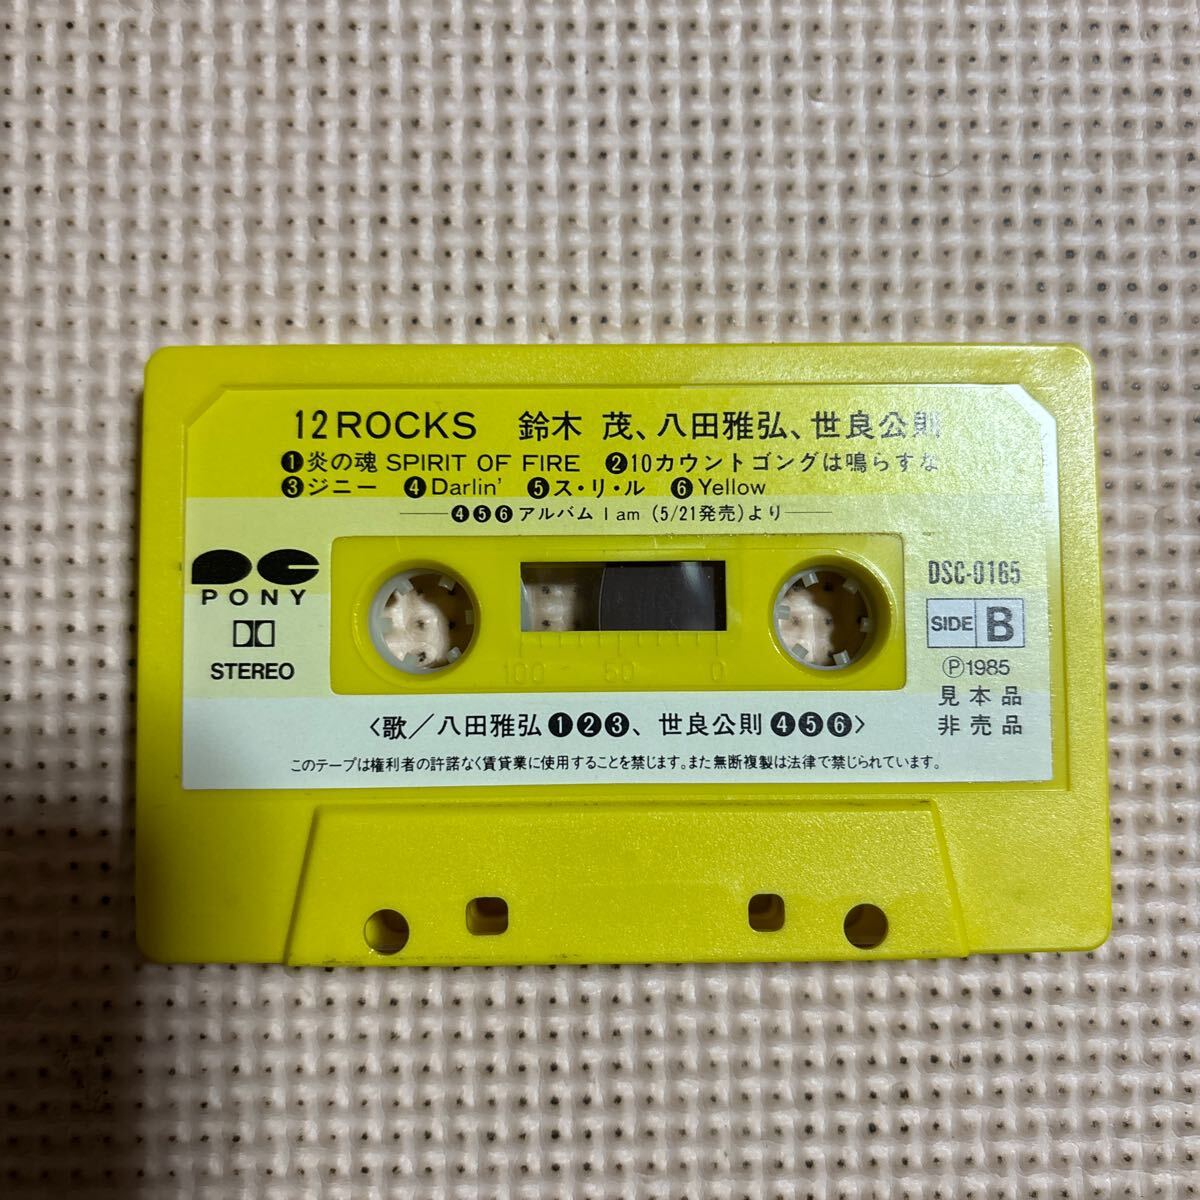 12 ROCKS 鈴木 茂、八田雅弘、世良公則
❶炎の魂 SPIRIT OF FIRE ❷10カウントゴングは鳴らすな
❸ジニー ❹Darlin' ❺ス・リ・ル ❻Yellow
❹❺❻アルバム I am (5/21発売)より
PONY
STEREO
100 50 0
DSC-0165
SIDE B
Ⓟ1985
見本品
非売品
〈歌／八田雅弘❶❷❸、世良公則❹❺❻〉
このテープは権利者の許諾なく賃貸業に使用することを禁じます。また無断複製は法律で禁じられています。